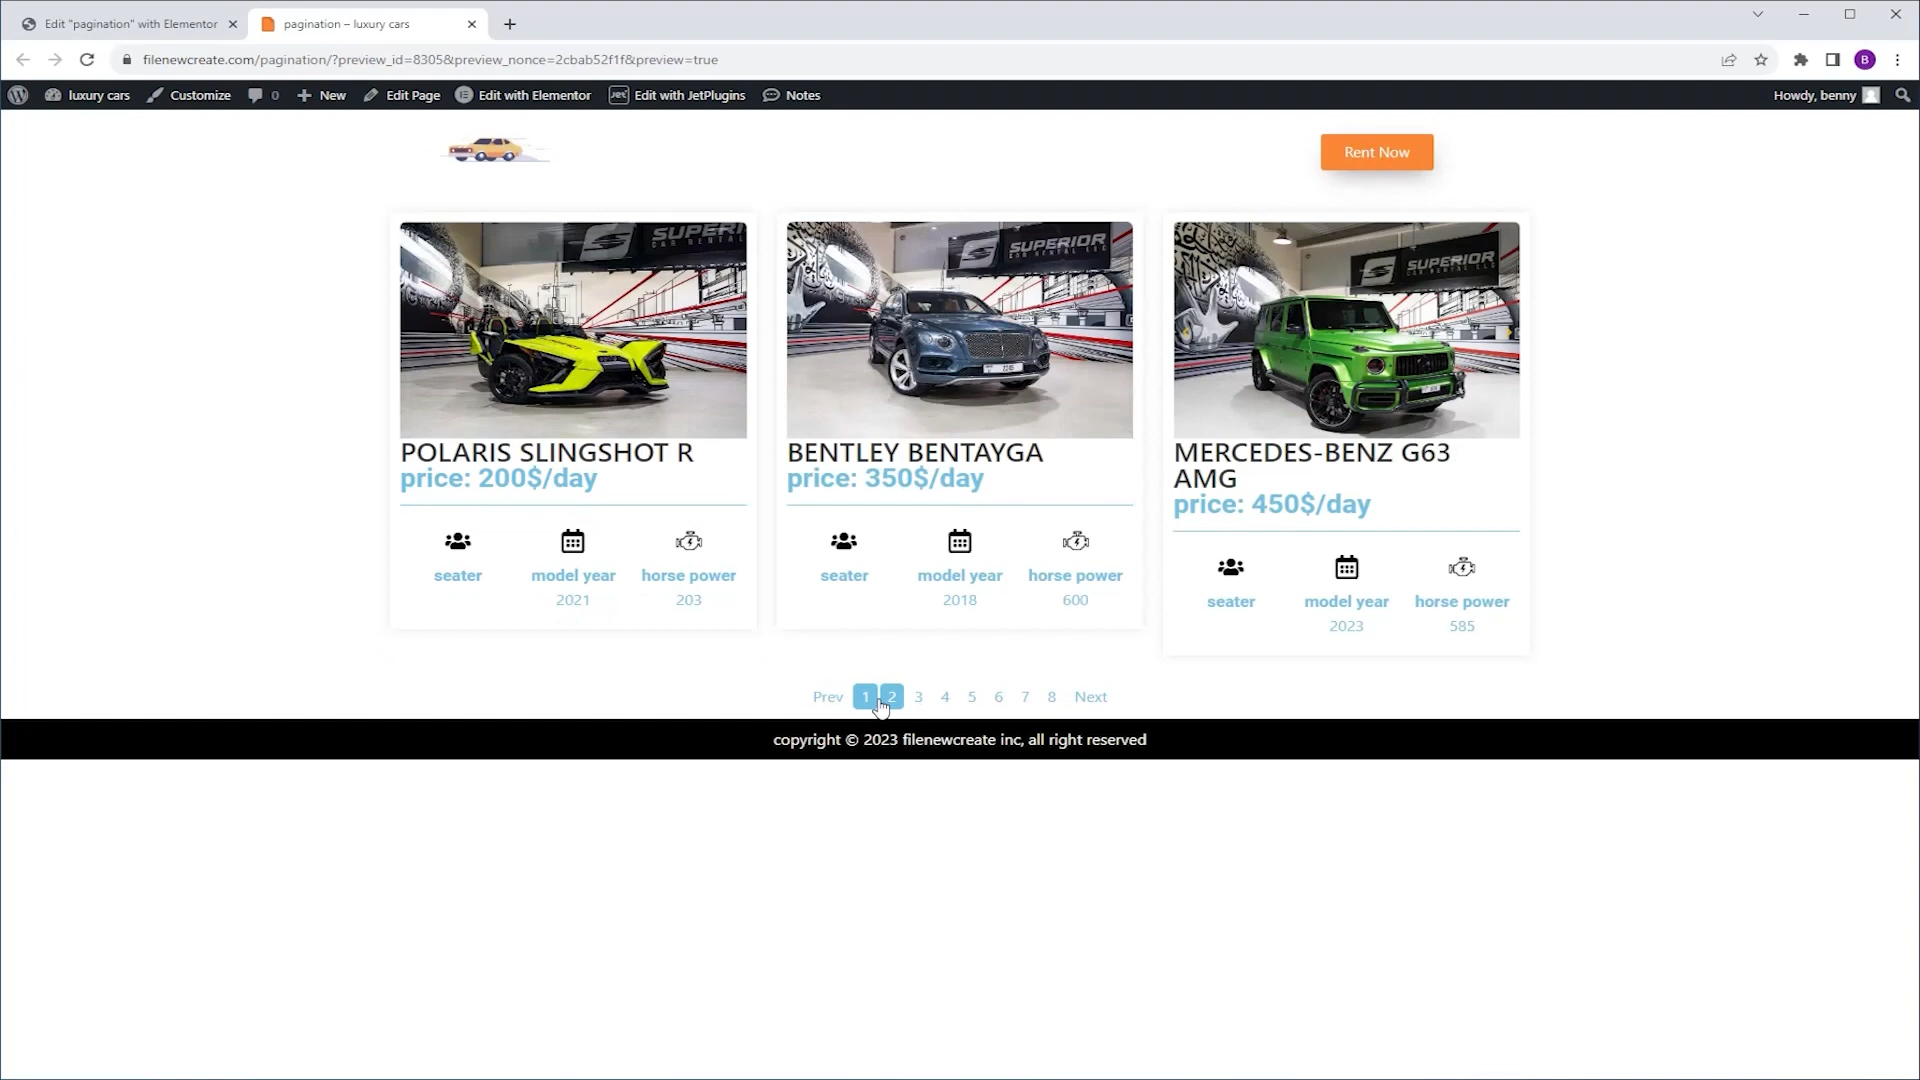 Edit "pagination" with Elementor
pagination – luxury cars
filenewcreate.com/pagination/?preview_id=8305&preview_nonce=2cbab52f1f&preview=true
B
luxury cars
Customize
0
New
Edit Page
Edit with Elementor
Jet
Edit with JetPlugins
Notes
Howdy, benny
Rent Now
SUPERIOR
SUPERIOR
SUPERIOR
POLARIS SLINGSHOT R
price: 200$/day
seater
model year
2021
horse power
203
BENTLEY BENTAYGA
price: 350$/day
seater
model year
2018
horse power
600
MERCEDES-BENZ G63
AMG
price: 450$/day
seater
model year
2023
horse power
585
Prev 1 2 3 4 5 6 7 8 Next
copyright © 2023 filenewcreate inc, all right reserved